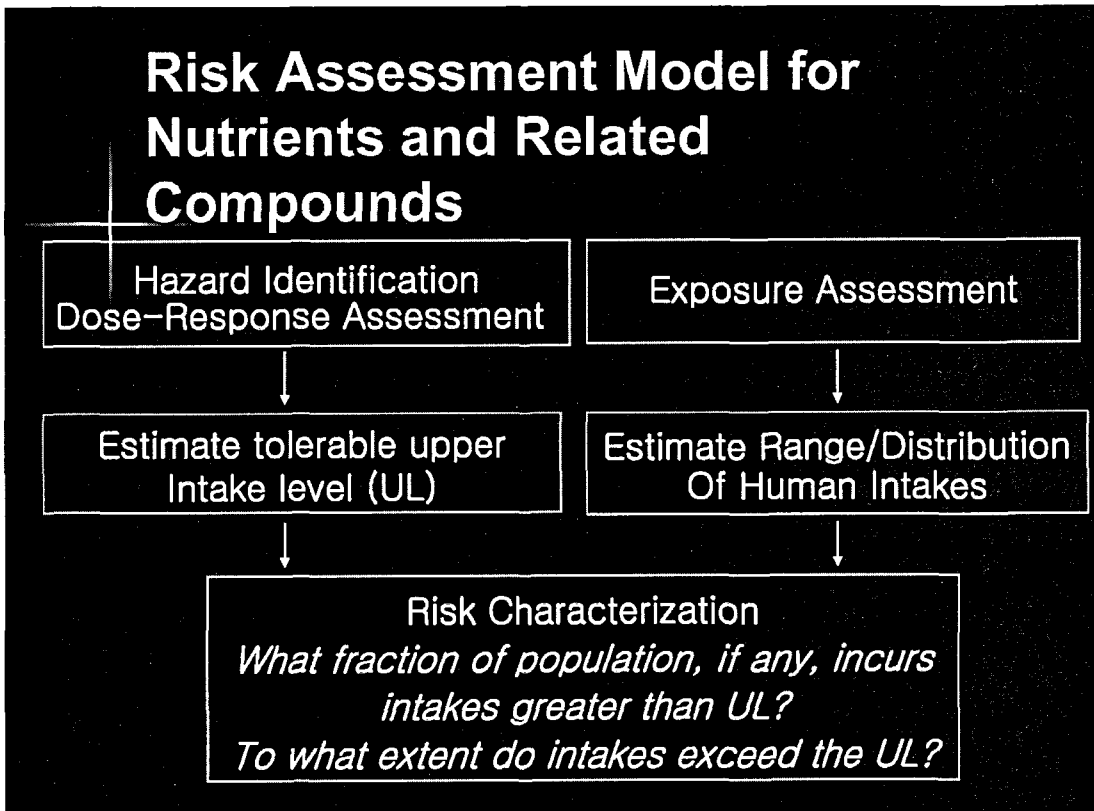 Risk Assessment Model for
Nutrients and Related
Compounds
Hazard Identification
Dose-Response Assessment
Exposure Assessment
Estimate tolerable upper
Intake level (UL)
Estimate Range/Distribution
Of Human Intakes
Risk Characterization
What fraction of population, if any, incurs
intakes greater than UL?
To what extent do intakes exceed the UL?